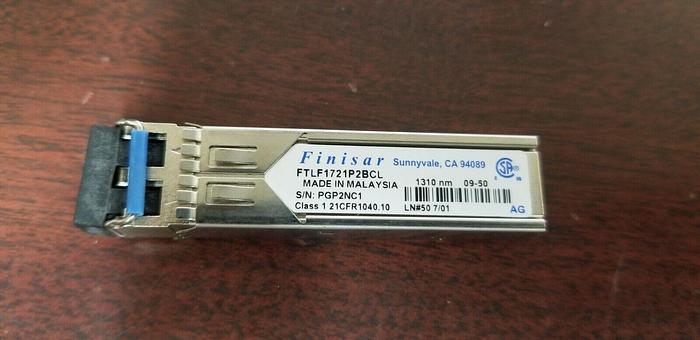 Finisar Sunnyvale, CA 94089
FTLF1721P2BCL
MADE IN MALAYSIA 1310 nm 09-50
S/N: PGP2NC1
Class 1 21CFR1040.10 LN#50 7/01 AG